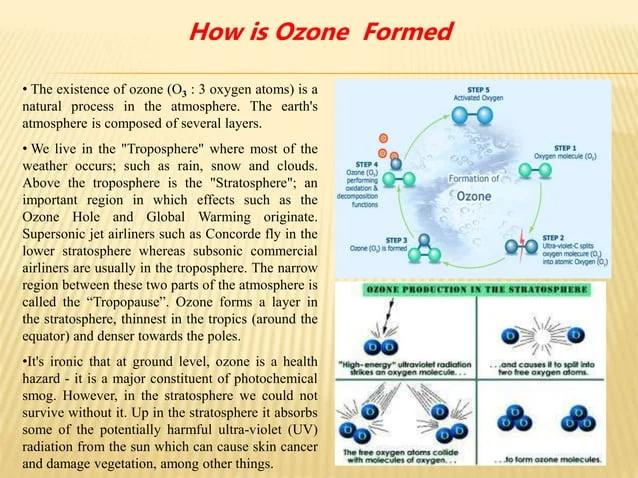 How is Ozone Formed
• The existence of ozone (O3 : 3 oxygen atoms) is a
natural process in the atmosphere. The earth's
atmosphere is composed of several layers.
• We live in the "Troposphere" where most of the
weather occurs; such as rain, snow and clouds.
Above the troposphere is the "Stratosphere"; an
important region in which effects such as the
Ozone Hole and Global Warming originate.
Supersonic jet airliners such as Concorde fly in the
lower stratosphere whereas subsonic commercial
airliners are usually in the troposphere. The narrow
region between these two parts of the atmosphere is
called the “Tropopause”. Ozone forms a layer in
the stratosphere, thinnest in the tropics (around the
equator) and denser towards the poles.
•It's ironic that at ground level, ozone is a health
hazard - it is a major constituent of photochemical
smog. However, in the stratosphere we could not
survive without it. Up in the stratosphere it absorbs
some of the potentially harmful ultra-violet (UV)
radiation from the sun which can cause skin cancer
and damage vegetation, among other things.
STEP 5
Activated Oxygen
STEP 1
Oxygen molecule (O2)
STEP 4
Ozone (O3)
performing
oxidation &
decomposition
functions
Formation of
Ozone
STEP 3
Ozone (O3) is formed
STEP 2
Ultra-violet-C splits
oxygen molecure (O2)
into atomic Oxygen (O)
OZONE PRODUCTION IN THE STRATOSPHERE
O O
"High-energy" ultraviolet radiation
strikes an oxygen molecule. . .
O O
. . .and causes it to split into
two free oxygen atoms.
O O
O O O O
The free oxygen atoms collide
with molecules of oxygen. . .
O O
O O O O
. . .to form ozone molecules.